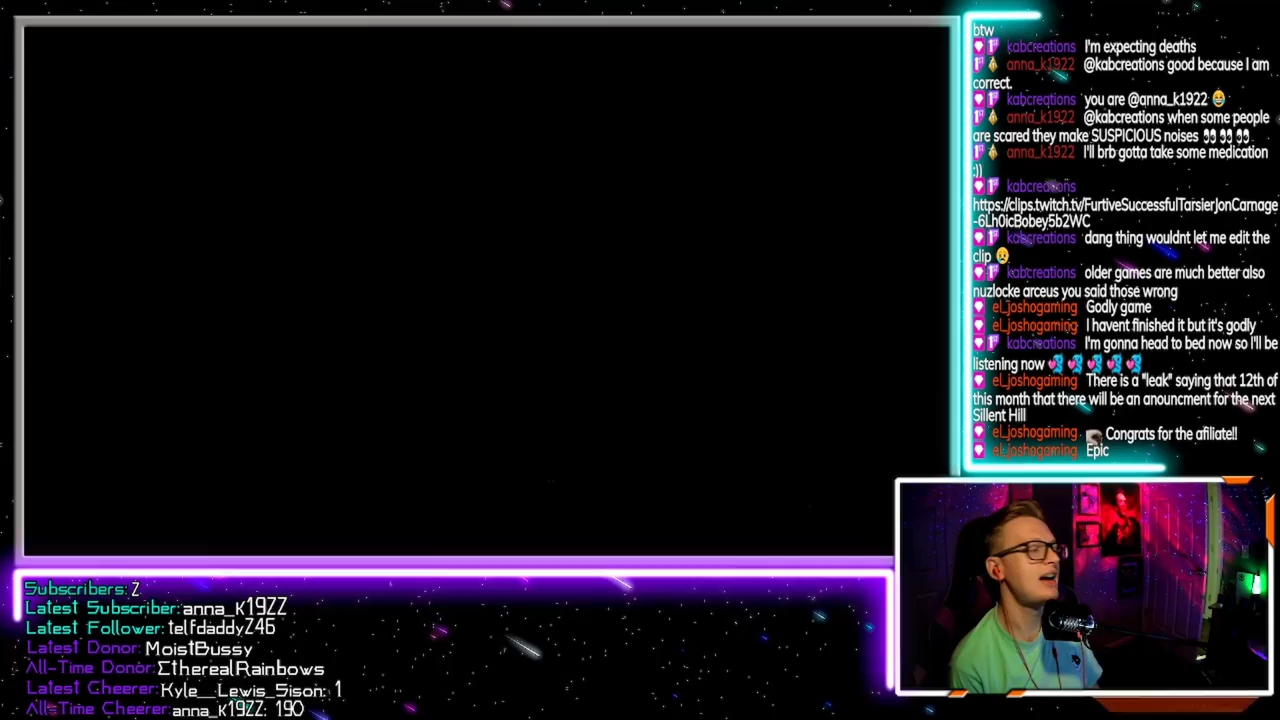 btw
kabcreations I'm expecting deaths
anna_k1922 @kabcreations good because I am
correct.
kabcreations you are @anna_k1922 😂
anna_k1922 @kabcreations when some people
are scared they make SUSPICIOUS noises 👀👀👀
anna_k1922 I'll brb gotta take some medication
:))
kabcreations
https://clips.twitch.tv/FurtiveSuccessfulTarsierJonCarnage
-6Lh0icBobey5b2WC
kabcreations dang thing wouldnt let me edit the
clip 😢
kabcreations older games are much better also
nuzlocke arceus you said those wrong
el_joshogaming Godly game
el_joshogaming I havent finished it but it's godly
kabcreations I'm gonna head to bed now so I'll be
listening now
el_joshogaming There is a "leak" saying that 12th of
this month that there will be an anouncment for the next
Sillent Hill
el_joshogaming Congrats for the afiliate!!
el_joshogaming Epic
Subscribers: 2
Latest Subscriber: anna_k1922
Latest Follower: telfdaddy246
Latest Donor: MoistBussy
All-Time Donor: EtherealRainbows
Latest Cheerer: Kyle_Lewis_Sison: 1
All-Time Cheerer: anna_k1922: 190